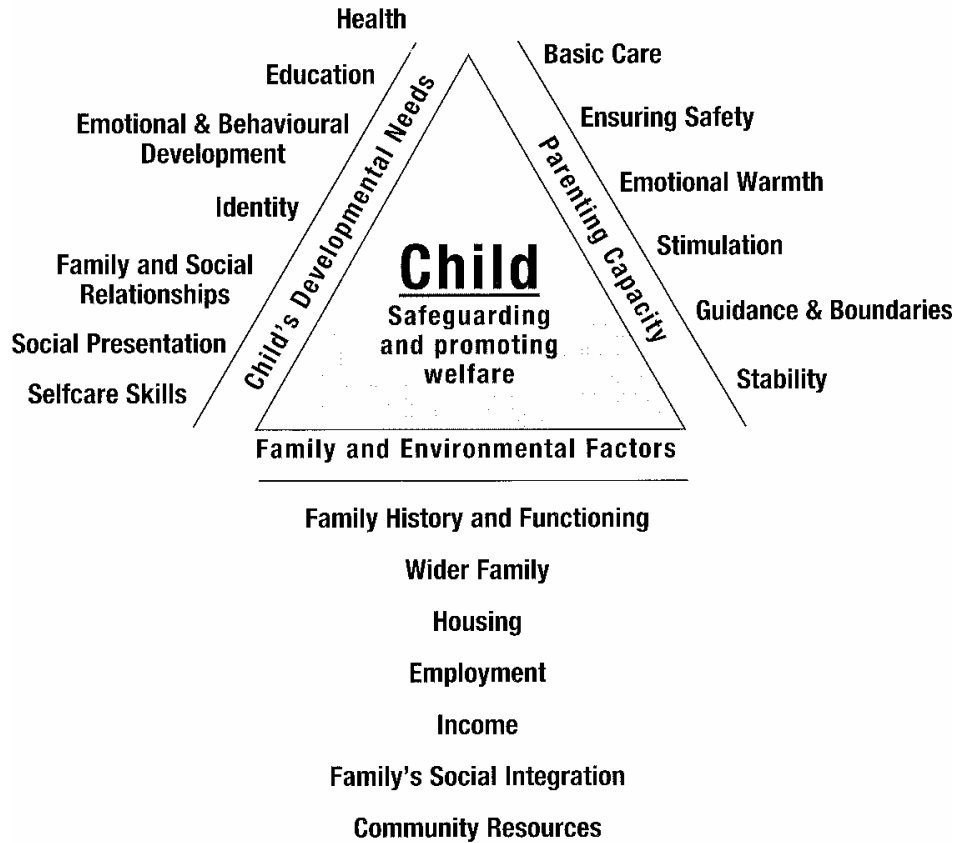 Health
Education
Emotional & Behavioural
Development
Identity
Family and Social
Relationships
Social Presentation
Selfcare Skills
Child's Developmental Needs
Basic Care
Ensuring Safety
Emotional Warmth
Stimulation
Guidance & Boundaries
Stability
Parenting Capacity
Child
Safeguarding
and promoting
welfare
Family and Environmental Factors
Family History and Functioning
Wider Family
Housing
Employment
Income
Family's Social Integration
Community Resources